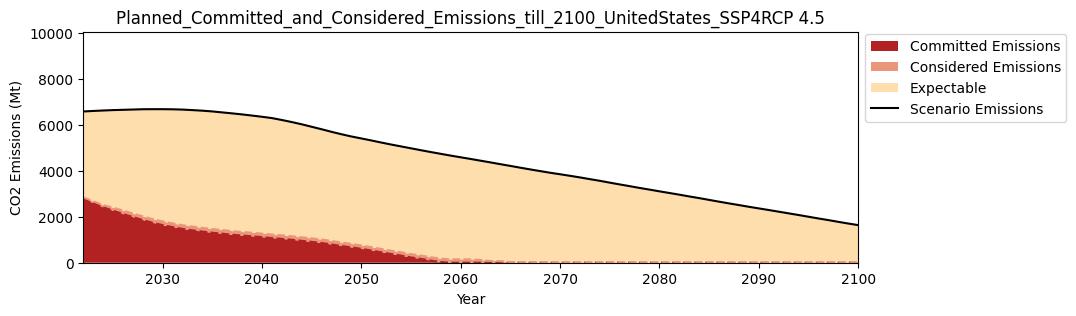 Planned_Committed_and_Considered_Emissions_till_2100_UnitedStates_SSP4RCP 4.5
Committed Emissions
Considered Emissions
Expectable
Scenario Emissions
CO2 Emissions (Mt)
10000
8000
6000
4000
2000
0
2030 2040 2050 2060 2070 2080 2090 2100
Year